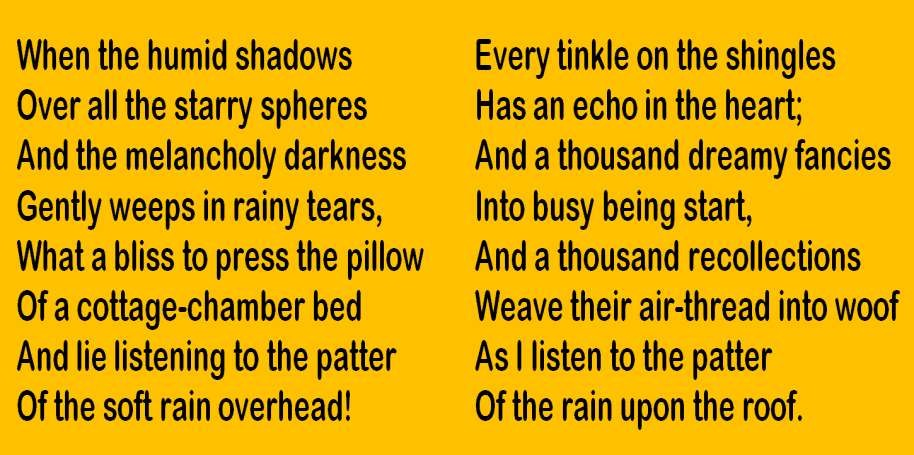 When the humid shadows
Over all the starry spheres
And the melancholy darkness
Gently weeps in rainy tears,
What a bliss to press the pillow
Of a cottage-chamber bed
And lie listening to the patter
Of the soft rain overhead!
Every tinkle on the shingles
Has an echo in the heart;
And a thousand dreamy fancies
Into busy being start,
And a thousand recollections
Weave their air-thread into woof
As I listen to the patter
Of the rain upon the roof.